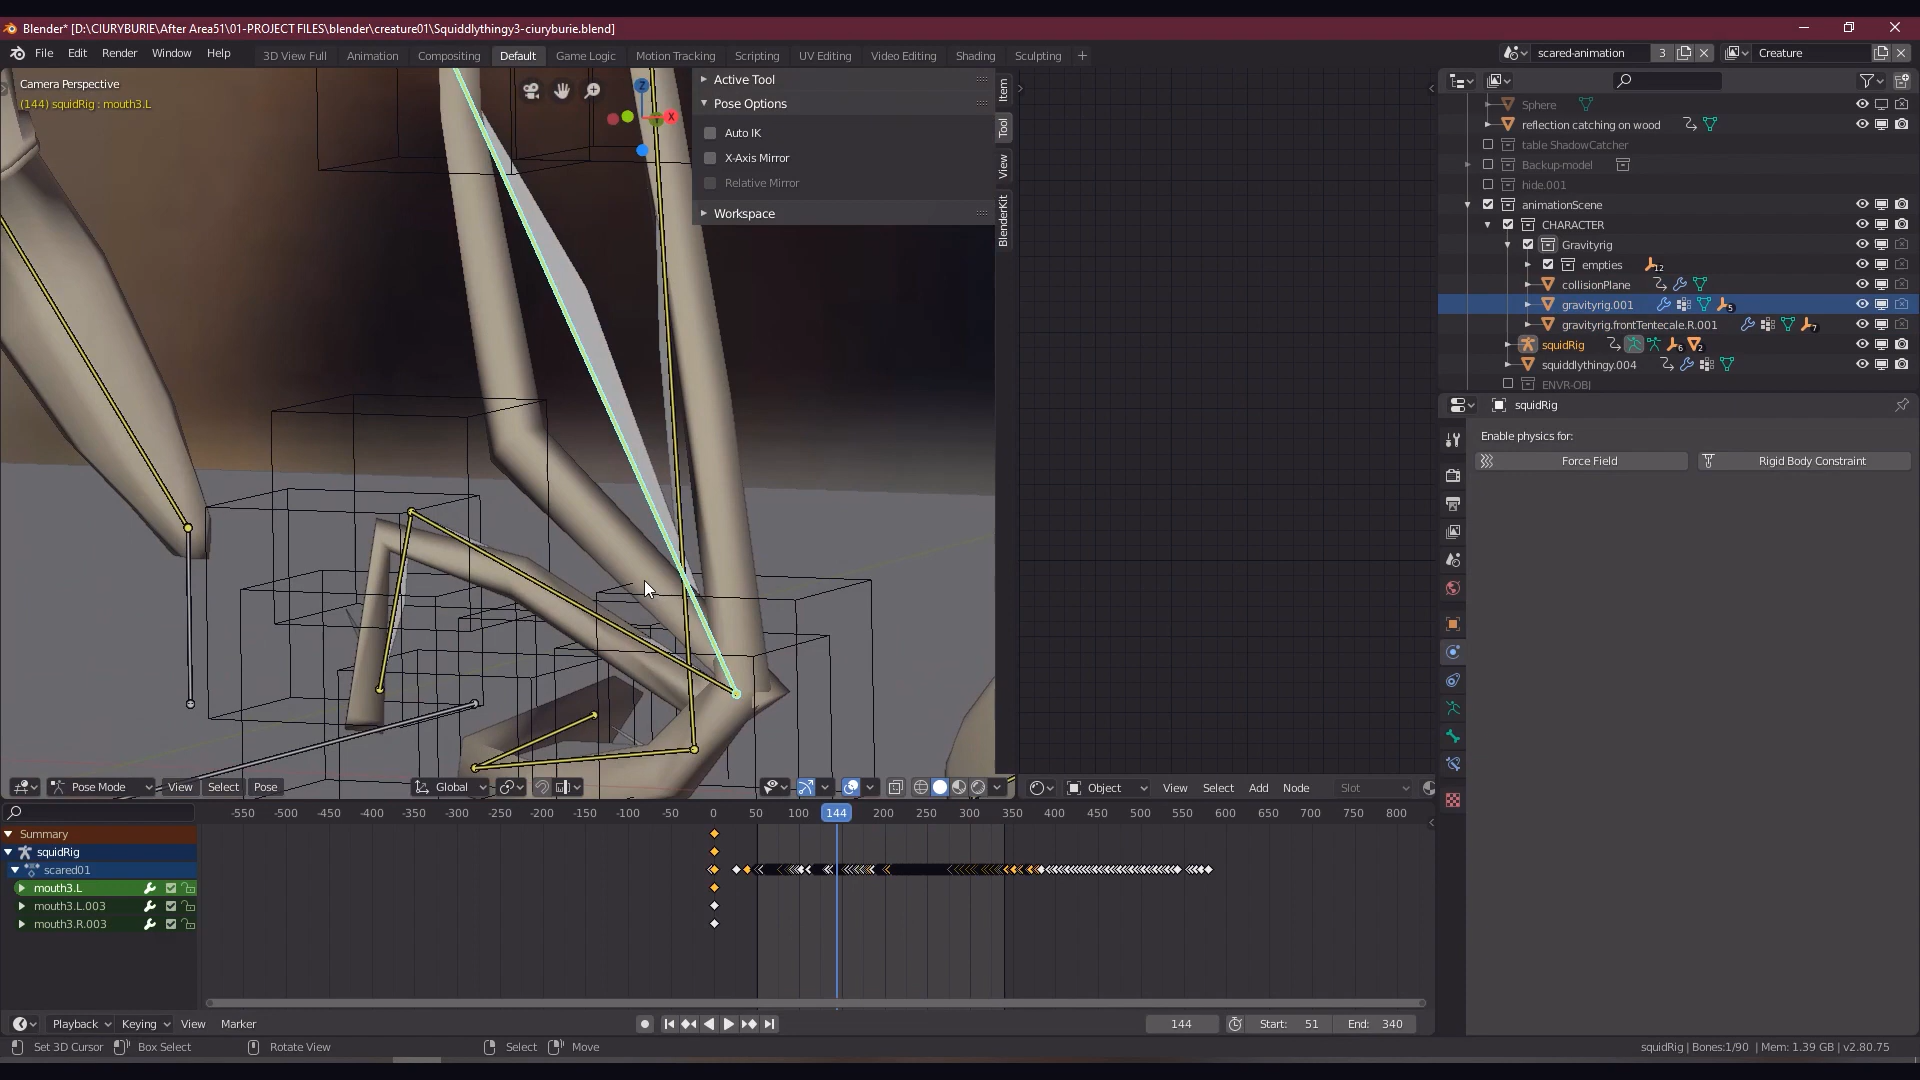 Blender* [D:\CIURYBURIE\After Area51\01-PROJECT FILES\blender\creature01\Squiddlythingy3-ciuryburie.blend]
File Edit Render Window Help
3D View Full Animation Compositing Default Game Logic Motion Tracking Scripting UV Editing Video Editing Shading Sculpting +
scared-animation 3 Creature
Camera Perspective
(144) squidRig : mouth3.L
Z
X
Active Tool
Pose Options
Auto IK
X-Axis Mirror
Relative Mirror
Workspace
Item
Tool
View
BlenderKit
Sphere
reflection catching on wood
table ShadowCatcher
Backup-model
hide.001
animationScene
CHARACTER
Gravityrig
empties 12
collisionPlane
gravityrig.001 5
gravityrig.frontTentecale.R.001 7
squidRig 6 2
squiddlythingy.004
ENVR-OBJ
squidRig
Enable physics for:
Force Field Rigid Body Constraint
Pose Mode View Select Pose Global
Object View Select Add Node Slot
-550 -500 -450 -400 -350 -300 -250 -200 -150 -100 -50 0 50 100 144 200 250 300 350 400 450 500 550 600 650 700 750 800
Summary
squidRig
scared01
mouth3.L
mouth3.L.003
mouth3.R.003
Playback Keying View Marker 144 Start: 51 End: 340
Set 3D Cursor Box Select Rotate View Select Move squidRig | Bones:1/90 | Mem: 1.39 GB | v2.80.75